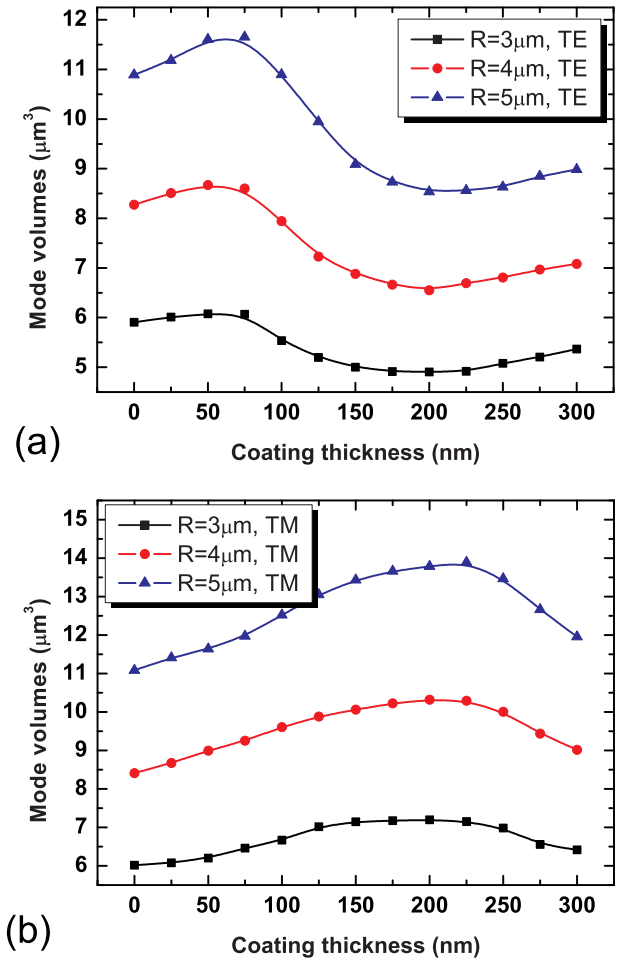 (a)
Mode volumes (μm³)
12
11
10
9
8
7
6
5
R=3μm, TE
R=4μm, TE
R=5μm, TE
0 50 100 150 200 250 300
Coating thickness (nm)
(b)
Mode volumes (μm³)
15
14
13
12
11
10
9
8
7
6
R=3μm, TM
R=4μm, TM
R=5μm, TM
0 50 100 150 200 250 300
Coating thickness (nm)